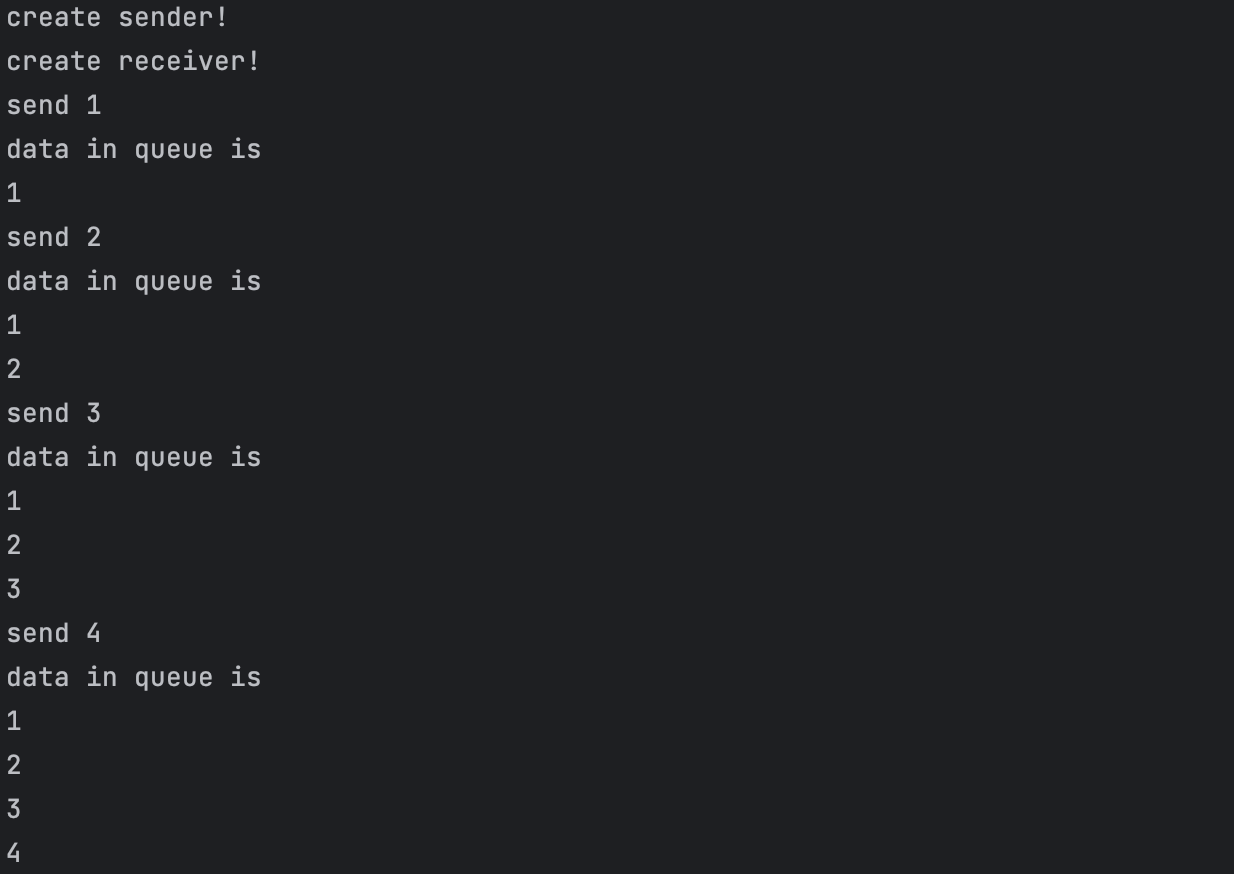 create sender!
create receiver!
send 1
data in queue is
1
send 2
data in queue is
1
2
send 3
data in queue is
1
2
3
send 4
data in queue is
1
2
3
4